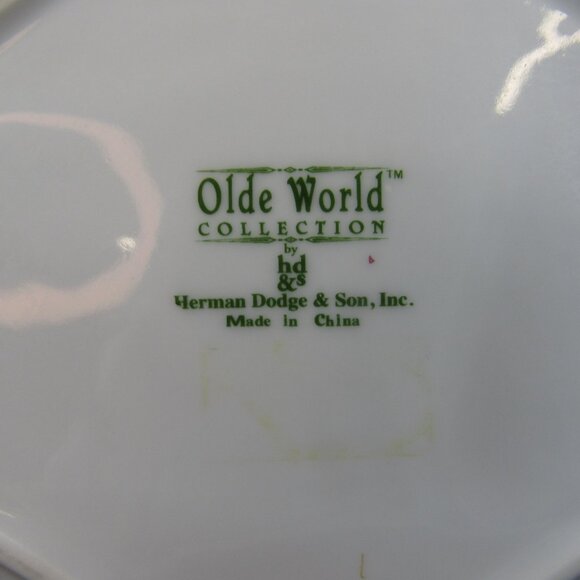 Olde World™
COLLECTION
by
hd
&s
Herman Dodge & Son, Inc.
Made in China